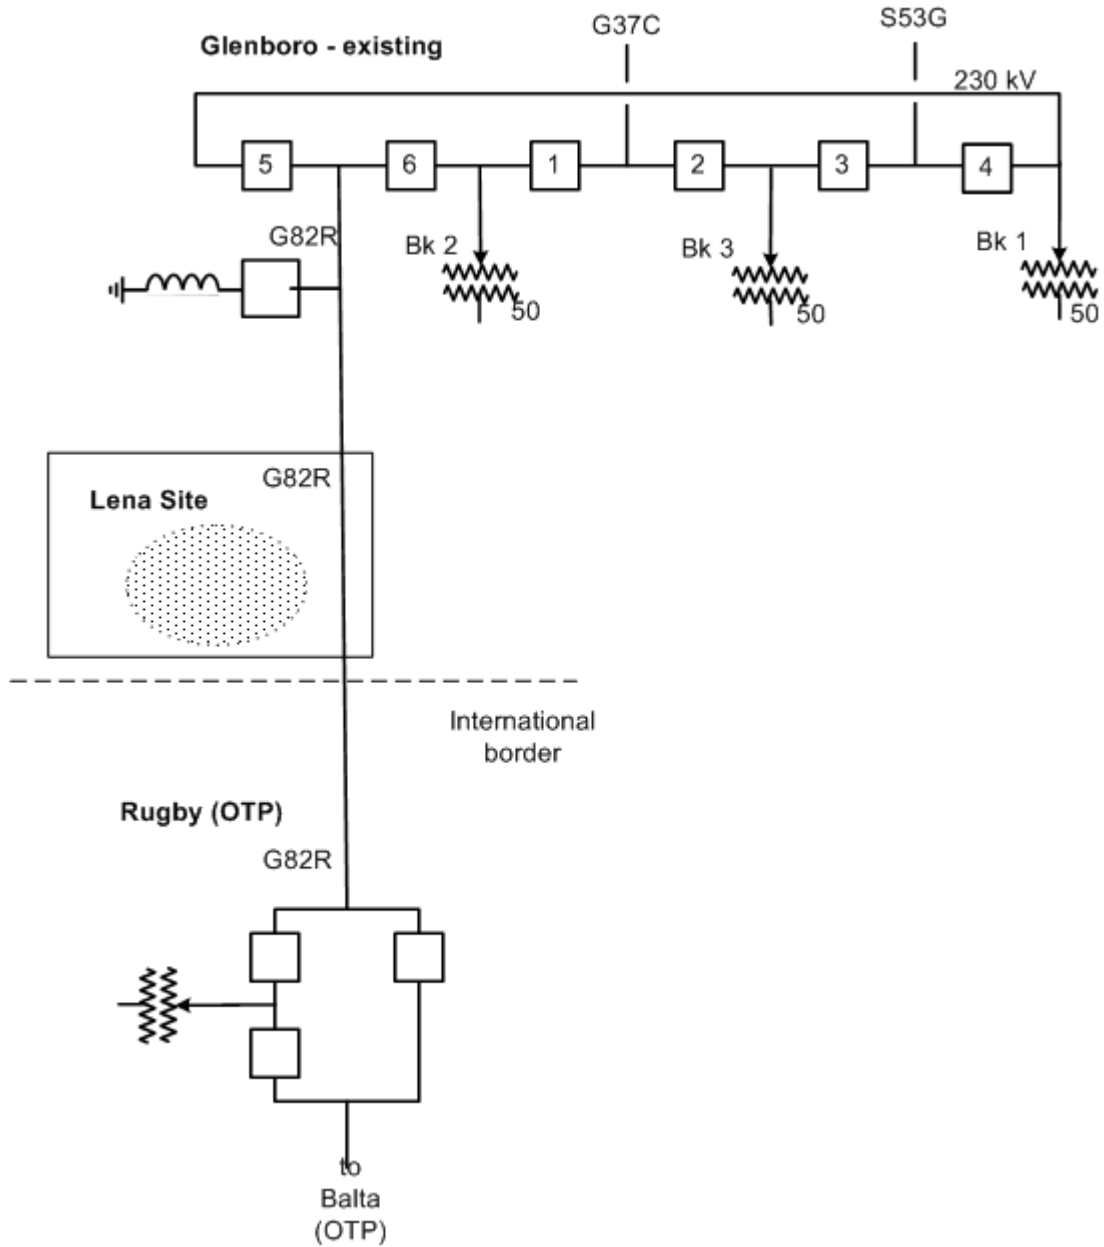 G37C
S53G
Glenboro - existing
230 kV
5
6
1
2
3
4
G82R
Bk 2
Bk 3
Bk 1
50
50
50
G82R
Lena Site
International
border
Rugby (OTP)
G82R
to
Balta
(OTP)